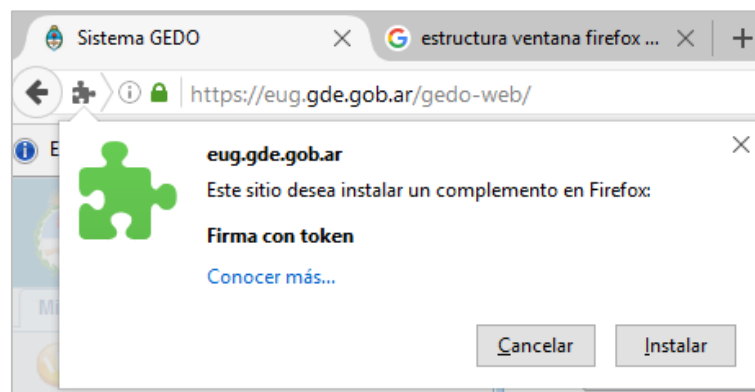 Sistema GEDO
estructura ventana firefox ...
https://eug.gde.gob.ar/gedo-web/
E
eug.gde.gob.ar
Este sitio desea instalar un complemento en Firefox:
Firma con token
Conocer más...
Mi
Cancelar
Instalar